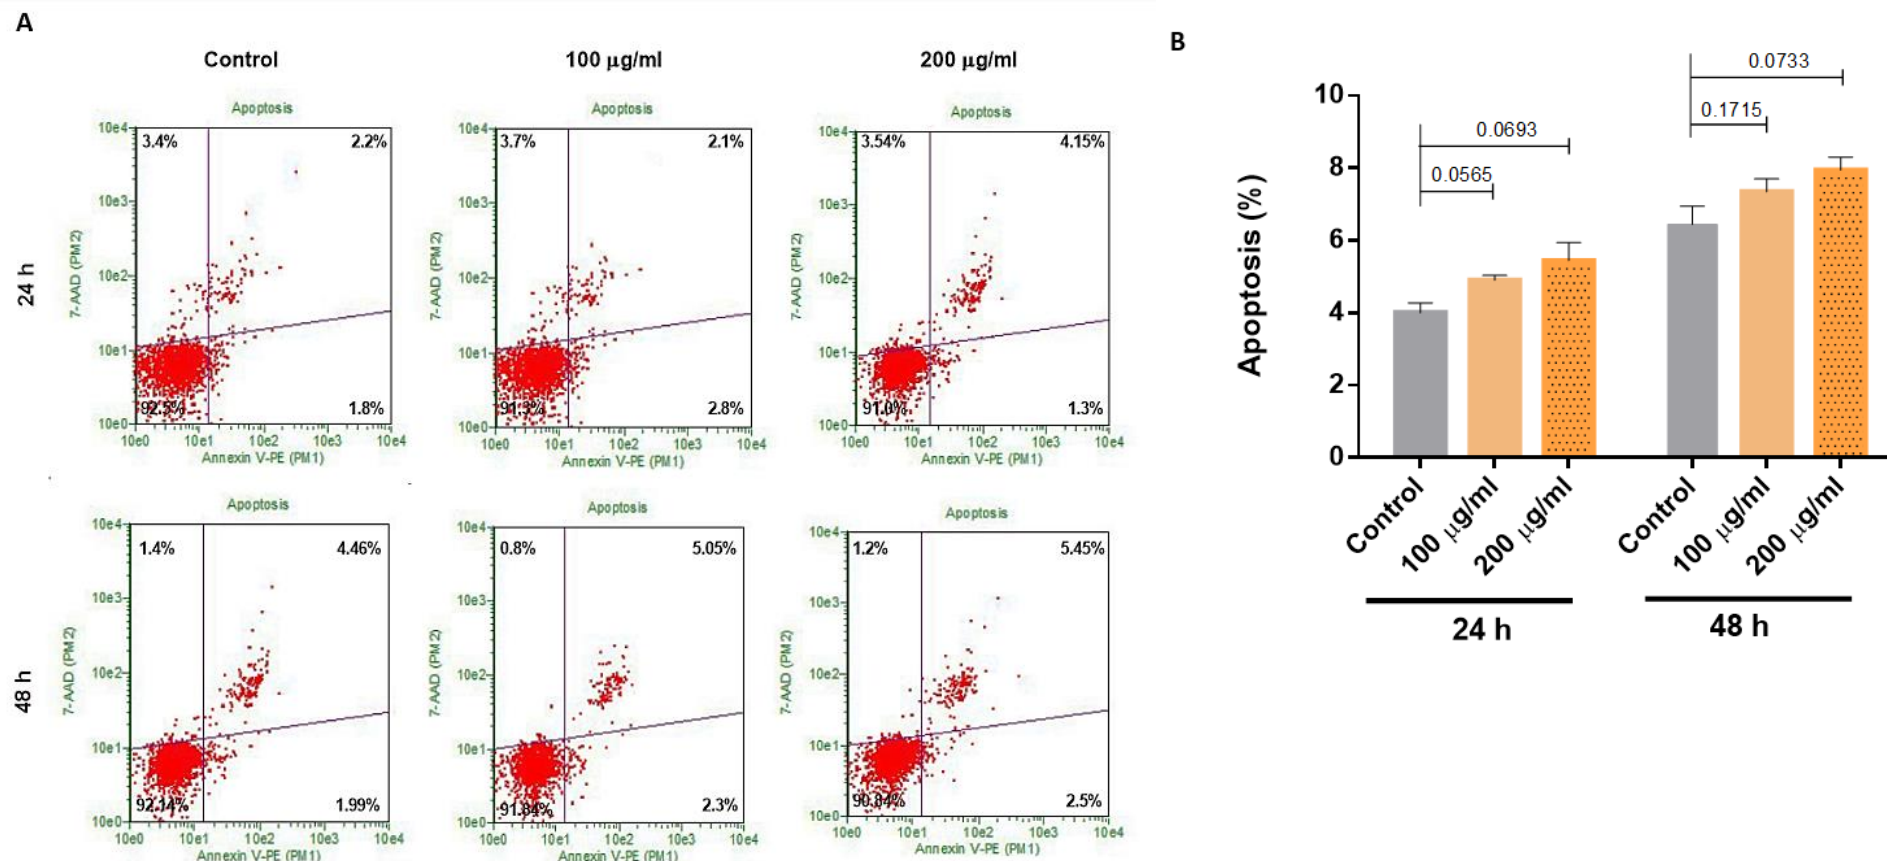 A
Control
100 µg/ml
200 µg/ml
24 h
Apoptosis
3.4%
2.2%
92.5%
1.8%
10e4
10e3
10e2
10e1
10e0
7-AAD (PM2)
10e0 10e1 10e2 10e3 10e4
Annexin V-PE (PM1)
Apoptosis
3.7%
2.1%
91.3%
2.8%
10e4
10e3
10e2
10e1
10e0
7-AAD (PM2)
10e0 10e1 10e2 10e3 10e4
Annexin V-PE (PM1)
Apoptosis
3.54%
4.15%
91.0%
1.3%
10e4
10e3
10e2
10e1
10e0
7-AAD (PM2)
10e0 10e1 10e2 10e3 10e4
Annexin V-PE (PM1)
48 h
Apoptosis
1.4%
4.46%
92.14%
1.99%
10e4
10e3
10e2
10e1
10e0
7-AAD (PM2)
10e0 10e1 10e2 10e3 10e4
Annexin V-PE (PM1)
Apoptosis
0.8%
5.05%
91.84%
2.3%
10e4
10e3
10e2
10e1
10e0
7-AAD (PM2)
10e0 10e1 10e2 10e3 10e4
Annexin V-PE (PM1)
Apoptosis
1.2%
5.45%
90.84%
2.5%
10e4
10e3
10e2
10e1
10e0
7-AAD (PM2)
10e0 10e1 10e2 10e3 10e4
Annexin V-PE (PM1)
B
Apoptosis (%)
10
8
6
4
2
0
0.0693
0.0565
0.0733
0.1715
Control
100 µg/ml
200 µg/ml
Control
100 µg/ml
200 µg/ml
24 h
48 h